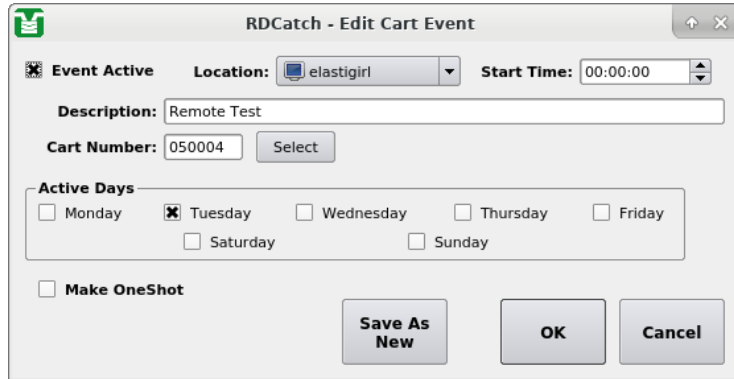 RDCatch - Edit Cart Event
Event Active Location: elastigirl Start Time: 00:00:00
Description: Remote Test
Cart Number: 050004 Select
Active Days
Monday Tuesday Wednesday Thursday Friday
Saturday Sunday
Make OneShot
Save As
New
OK Cancel